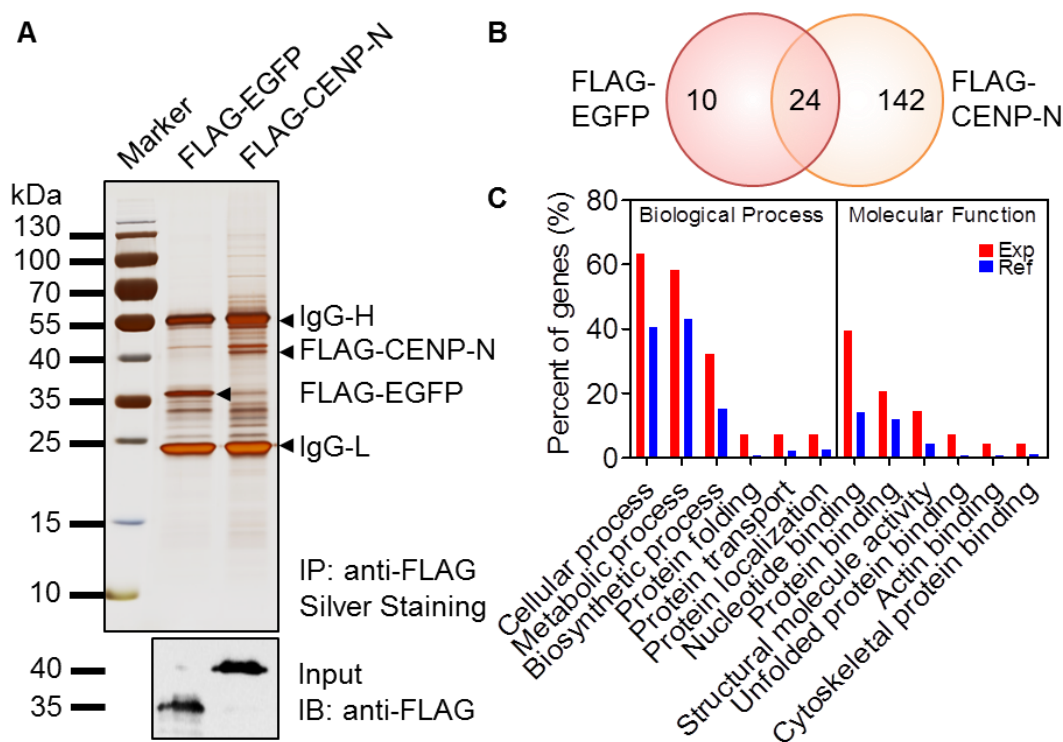 A
Marker
FLAG-EGFP
FLAG-CENP-N
kDa
130
100
70
55
40
35
25
15
10
IgG-H
FLAG-CENP-N
FLAG-EGFP
IgG-L
IP: anti-FLAG
Silver Staining
40
35
Input
IB: anti-FLAG
B
FLAG-
EGFP
10
24
142
FLAG-
CENP-N
C
Percent of genes (%)
80
60
40
20
0
Biological Process
Molecular Function
Exp
Ref
Cellular process
Metabolic process
Biosynthetic process
Protein folding
Protein transport
Protein localization
Nucleotide binding
Protein binding
Structural molecule activity
Unfolded protein binding
Actin binding
Cytoskeletal protein binding